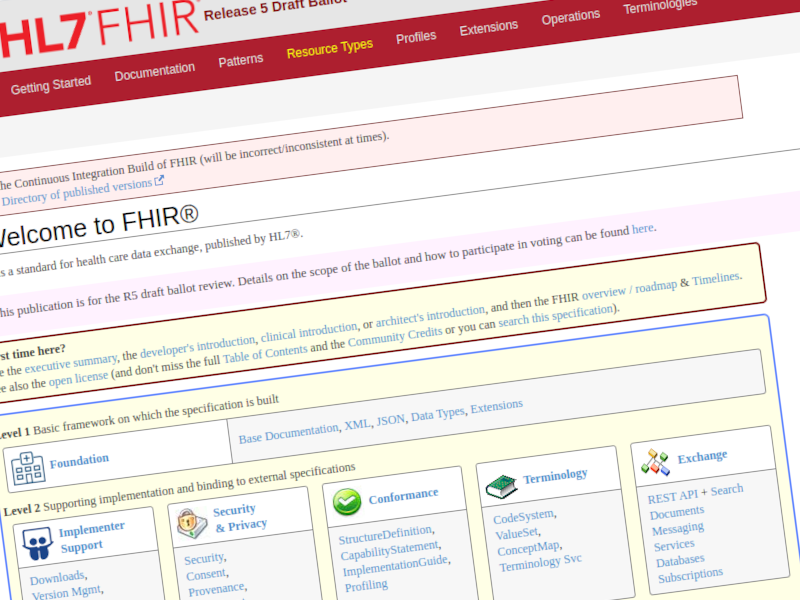 HL7® FHIR® Release 5 Draft Ballot
Getting Started Documentation Patterns Resource Types Profiles Extensions Operations Terminologies
the Continuous Integration Build of FHIR (will be incorrect/inconsistent at times).
Directory of published versions
Welcome to FHIR®
is a standard for health care data exchange, published by HL7®.
This publication is for the R5 draft ballot review. Details on the scope of the ballot and how to participate in voting can be found here.
First time here?
the executive summary, the developer's introduction, clinical introduction, or architect's introduction, and then the FHIR overview / roadmap & Timelines.
also the open license (and don't miss the full Table of Contents and the Community Credits or you can search this specification).
Level 1 Basic framework on which the specification is built
Foundation
Base Documentation, XML, JSON, Data Types, Extensions
Level 2 Supporting implementation and binding to external specifications
Implementer
Support
Downloads,
Version Mgmt,
Security
& Privacy
Security,
Consent,
Provenance,
Conformance
StructureDefinition,
CapabilityStatement,
ImplementationGuide,
Profiling
Terminology
CodeSystem,
ValueSet,
ConceptMap,
Terminology Svc
Exchange
REST API + Search
Documents
Messaging
Services
Databases
Subscriptions